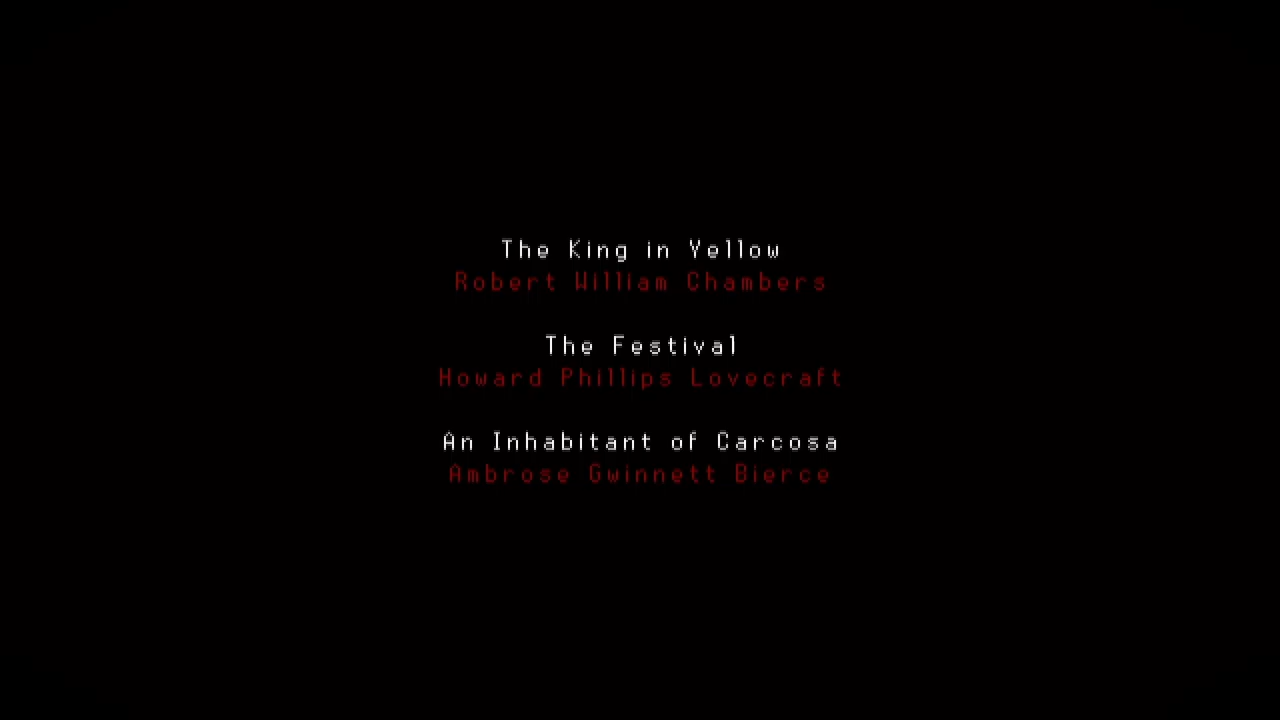 The King in Yellow
Robert William Chambers
The Festival
Howard Phillips Lovecraft
An Inhabitant of Carcosa
Ambrose Gwinnett Bierce